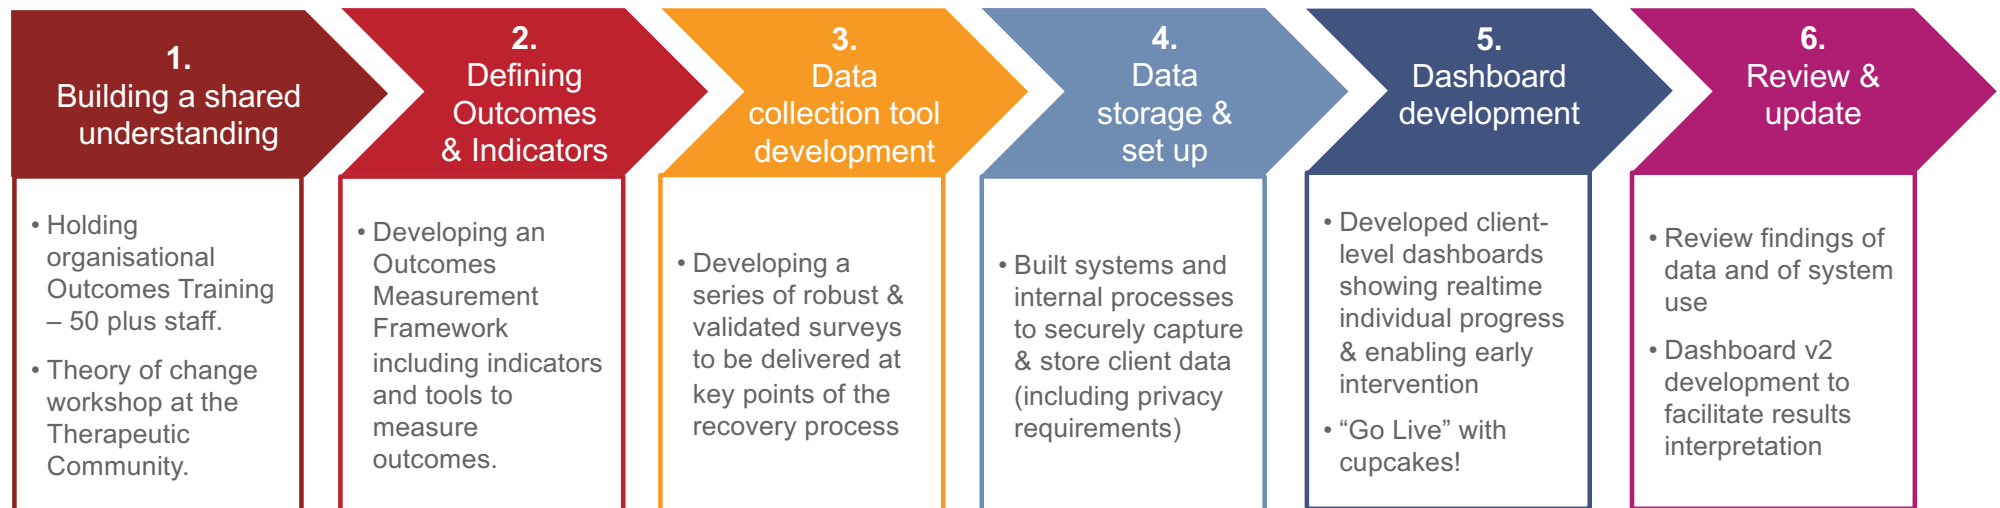 1.
Building a shared
understanding
• Holding
organisational
Outcomes Training
– 50 plus staff.
• Theory of change
workshop at the
Therapeutic
Community.
2.
Defining
Outcomes
& Indicators
• Developing an
Outcomes
Measurement
Framework
including indicators
and tools to
measure
outcomes.
3.
Data
collection tool
development
• Developing a
series of robust &
validated surveys
to be delivered at
key points of the
recovery process
4.
Data
storage &
set up
• Built systems and
internal processes
to securely capture
& store client data
(including privacy
requirements)
5.
Dashboard
development
• Developed client-
level dashboards
showing realtime
individual progress
& enabling early
intervention
• “Go Live” with
cupcakes!
6.
Review &
update
• Review findings of
data and of system
use
• Dashboard v2
development to
facilitate results
interpretation